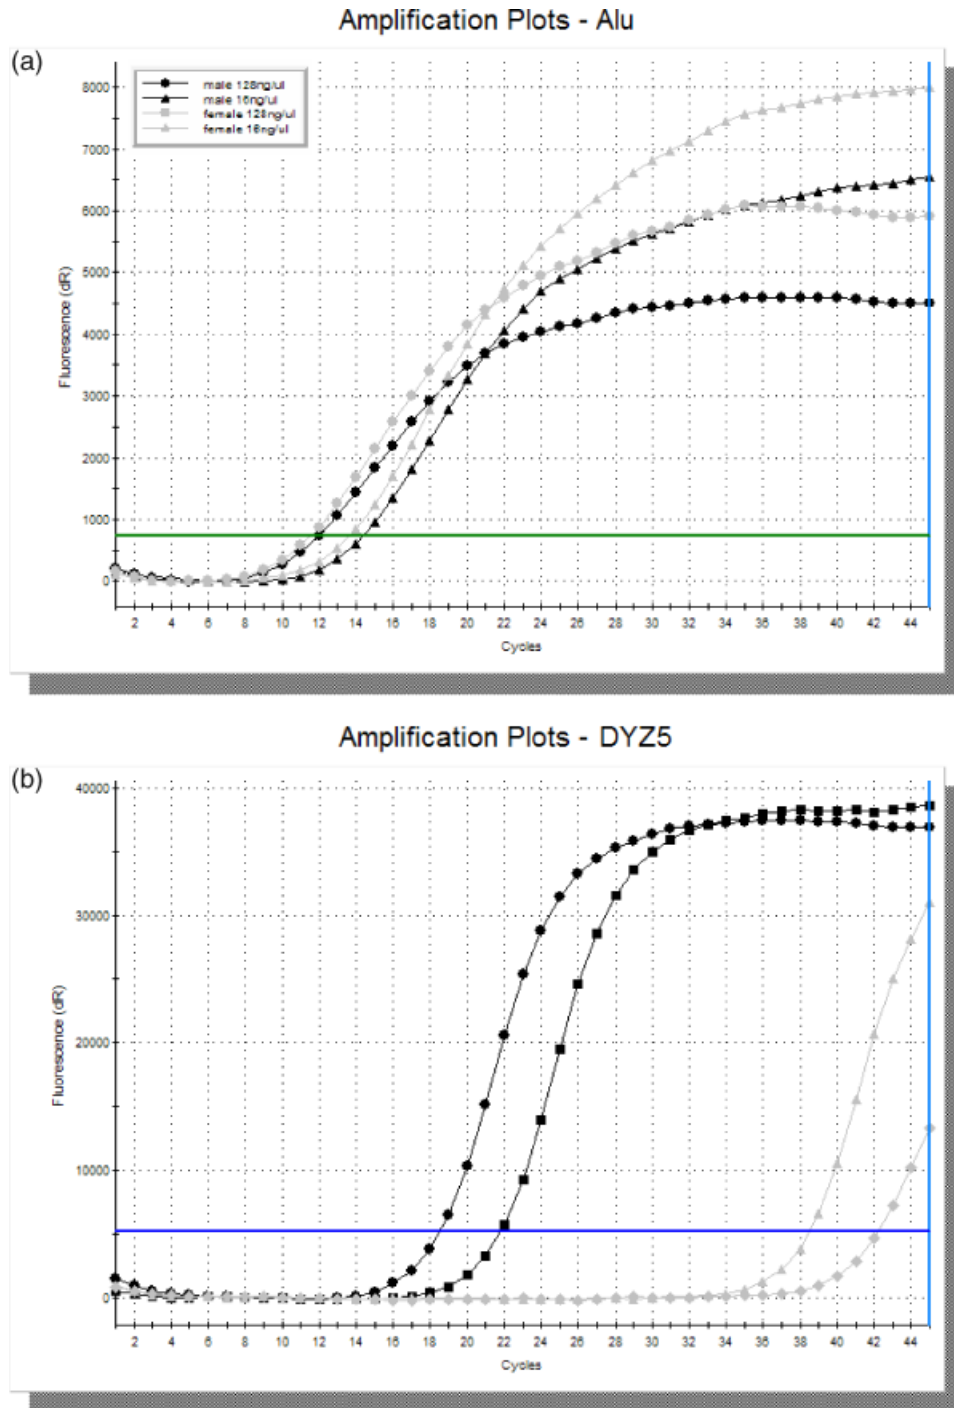 Amplification Plots - Alu
(a)
male 128ng/ul
male 16ng/ul
female 128ng/ul
female 16ng/ul
8000
7000
6000
5000
4000
3000
2000
1000
0
Fluorescence (dR)
2 4 6 8 10 12 14 16 18 20 22 24 26 28 30 32 34 36 38 40 42 44
Cycles
Amplification Plots - DYZ5
(b)
40000
30000
20000
10000
0
Fluorescence (dR)
2 4 6 8 10 12 14 16 18 20 22 24 26 28 30 32 34 36 38 40 42 44
Cycles